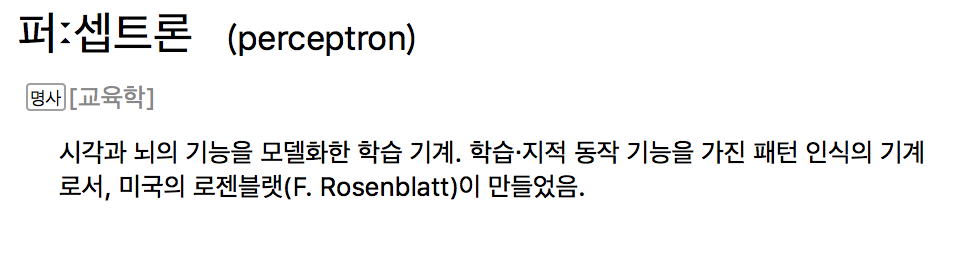 퍼ː셉트론 (perceptron)
명사 [교육학]
시각과 뇌의 기능을 모델화한 학습 기계. 학습·지적 동작 기능을 가진 패턴 인식의 기계
로서, 미국의 로젠블랫(F. Rosenblatt)이 만들었음.